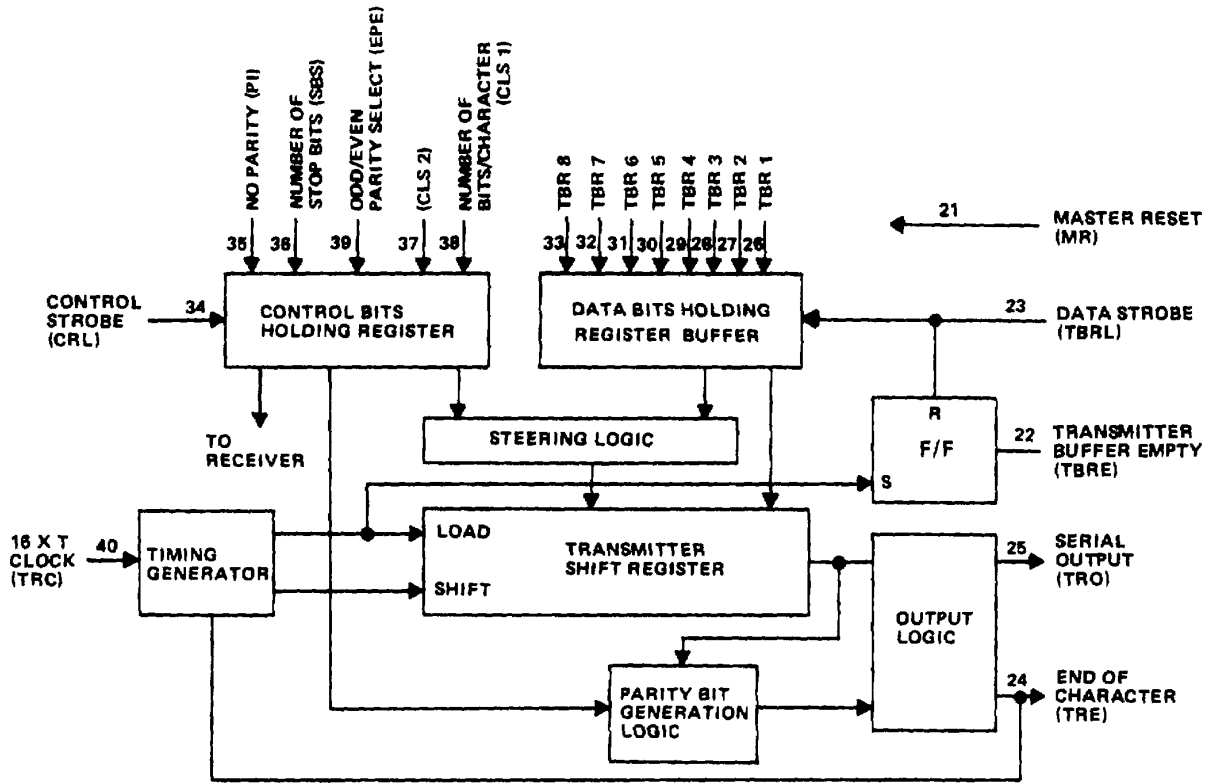 NO PARITY (PI)
NUMBER OF
STOP BITS (SBS)
ODD/EVEN
PARITY SELECT (EPE)
(CLS 2)
NUMBER OF
BITS/CHARACTER
(CLS 1)
TBR 8
TBR 7
TBR 6
TBR 5
TBR 4
TBR 3
TBR 2
TBR 1
35
36
39
37
38
33
32
31
30
29
28
27
26
21
MASTER RESET
(MR)
CONTROL
STROBE
(CRL)
34
CONTROL BITS
HOLDING REGISTER
DATA BITS HOLDING
REGISTER BUFFER
23
DATA STROBE
(TBRL)
TO
RECEIVER
STEERING LOGIC
R
F/F
S
22
TRANSMITTER
BUFFER EMPTY
(TBRE)
16 X T
CLOCK
(TRC)
40
TIMING
GENERATOR
LOAD
SHIFT
TRANSMITTER
SHIFT REGISTER
OUTPUT
LOGIC
25
SERIAL
OUTPUT
(TRO)
PARITY BIT
GENERATION
LOGIC
24
END OF
CHARACTER
(TRE)